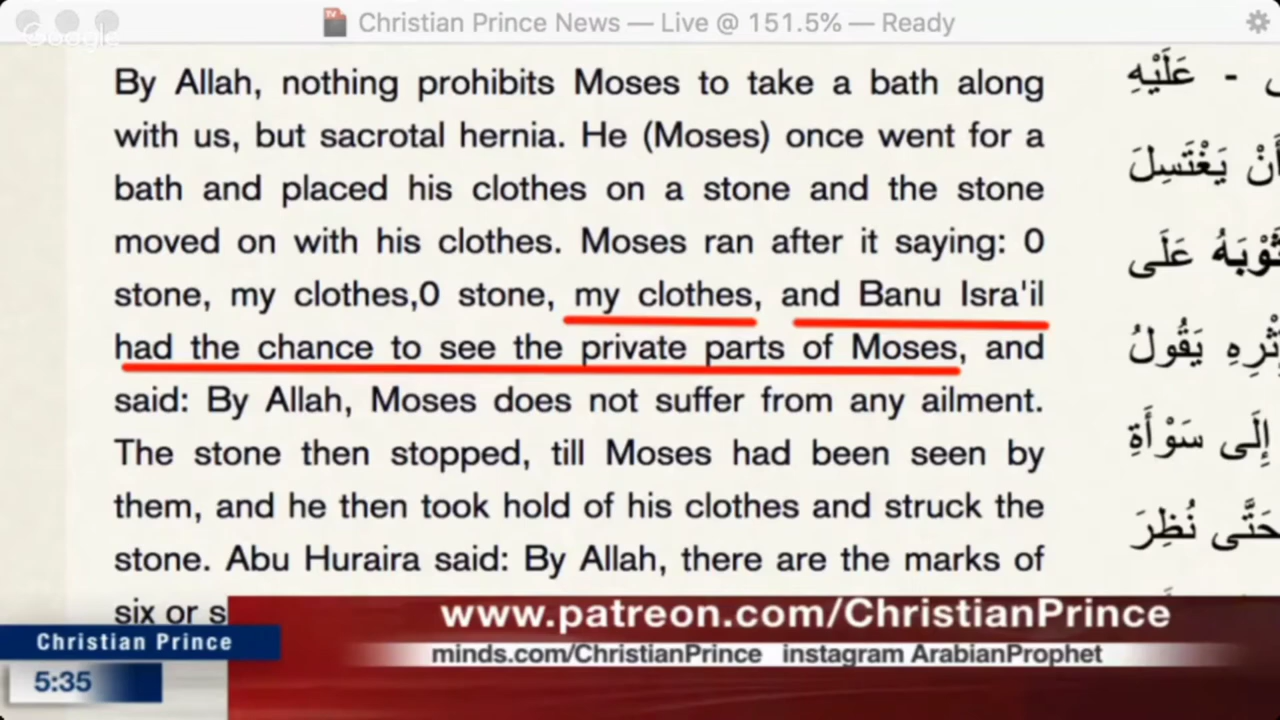 Christian Prince News — Live @ 151.5% — Ready
Google
By Allah, nothing prohibits Moses to take a bath along
with us, but sacrotal hernia. He (Moses) once went for a
bath and placed his clothes on a stone and the stone
moved on with his clothes. Moses ran after it saying: 0
stone, my clothes,0 stone, my clothes, and Banu Isra'il
had the chance to see the private parts of Moses, and
said: By Allah, Moses does not suffer from any ailment.
The stone then stopped, till Moses had been seen by
them, and he then took hold of his clothes and struck the
stone. Abu Huraira said: By Allah, there are the marks of
six or s
- عَلَيْهِ
أَنْ يَغْتَسِلَ
ثَوْبَهُ عَلَى
يَقُولُ
إِلَى سَوْأَةِ
حَتَّى نُظِرَ
www.patreon.com/ChristianPrince
Christian Prince
minds.com/ChristianPrince instagram ArabianProphet
5:35